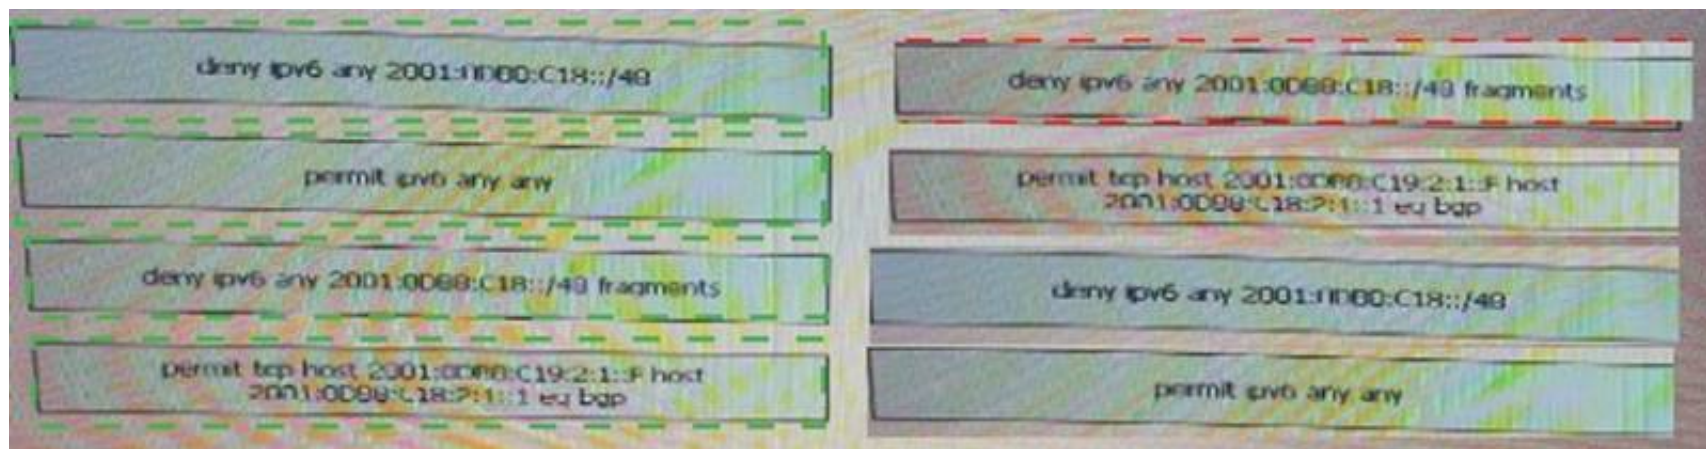 deny ipv6 any 2001:0DB8:C18::/48
permit ipv6 any any
deny ipv6 any 2001:0DB8:C18::/48 fragments
permit tcp host 2001:0DB8:C19:2:1::F host
2001:0DB8:C18:2:1::1 eq bgp
deny ipv6 any 2001:0DB8:C18::/48 fragments
permit tcp host 2001:0DB8:C19:2:1::F host
2001:0DB8:C18:2:1::1 eq bgp
deny ipv6 any 2001:0DB8:C18::/48
permit ipv6 any any